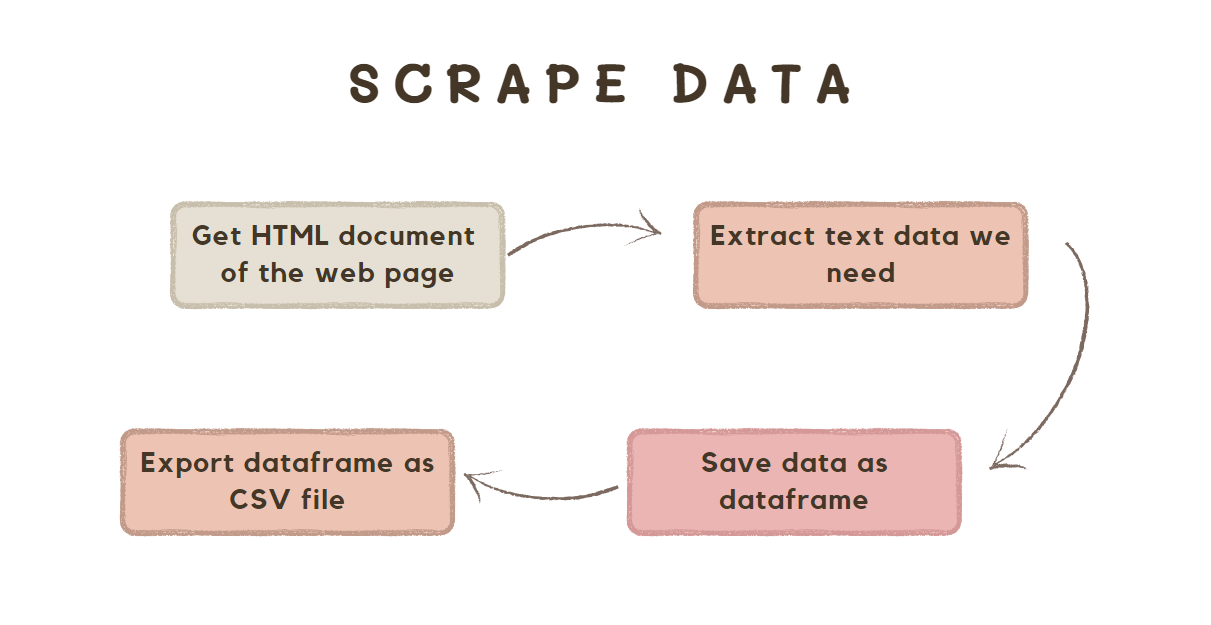 SCRAPE DATA
Get HTML document
of the web page
Extract text data we
need
Save data as
dataframe
Export dataframe as
CSV file